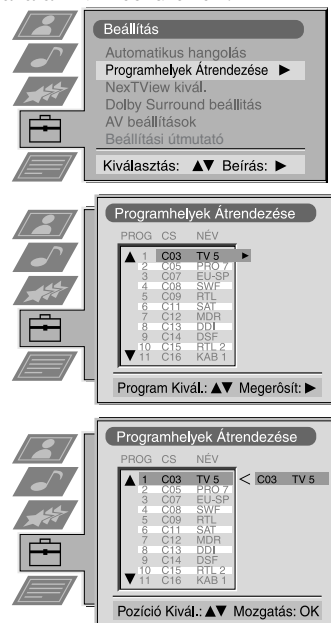 Beállítás
Automatikus hangolás
Programhelyek Átrendezése ▶
NexTView kivál.
Dolby Surround beállitás
AV beállítások
Beállítási útmutató
Kiválasztás: ▲▼ Beírás: ▶
Programhelyek Átrendezése
PROG CS NÉV
▲ 1 C03 TV 5 ▶
2 C05 PRO 7
3 C07 EU-SP
4 C08 SWF
5 C09 RTL
6 C11 SAT
7 C12 MDR
8 C13 DDI
9 C14 DSF
10 C15 RTL 2
▼ 11 C16 KAB 1
Program Kivál.: ▲▼ Megerôsít: ▶
Programhelyek Átrendezése
PROG CS NÉV
▲ 1 C03 TV 5 < C03 TV 5
2 C05 PRO 7
3 C07 EU-SP
4 C08 SWF
5 C09 RTL
6 C11 SAT
7 C12 MDR
8 C13 DDI
9 C14 DSF
10 C15 RTL 2
▼ 11 C16 KAB 1
Pozíció Kivál.: ▲▼ Mozgatás: OK